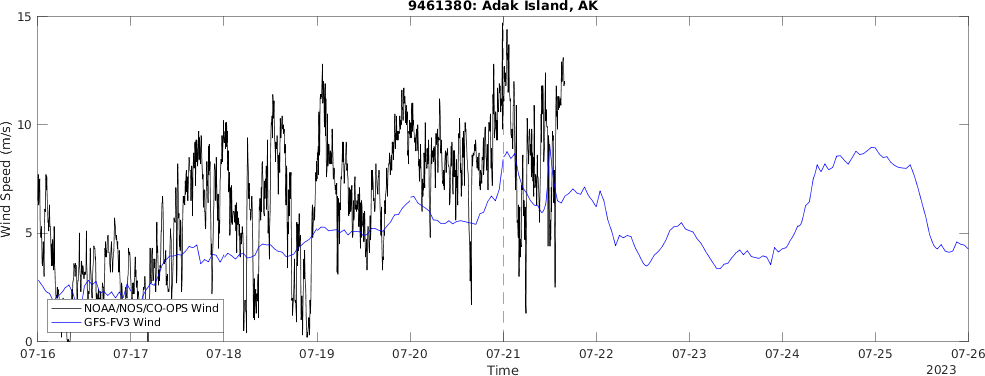 9461380: Adak Island, AK
15
10
5
0
Wind Speed (m/s)
NOAA/NOS/CO-OPS Wind
GFS-FV3 Wind
07-16 07-17 07-18 07-19 07-20 07-21 07-22 07-23 07-24 07-25 07-26
Time
2023